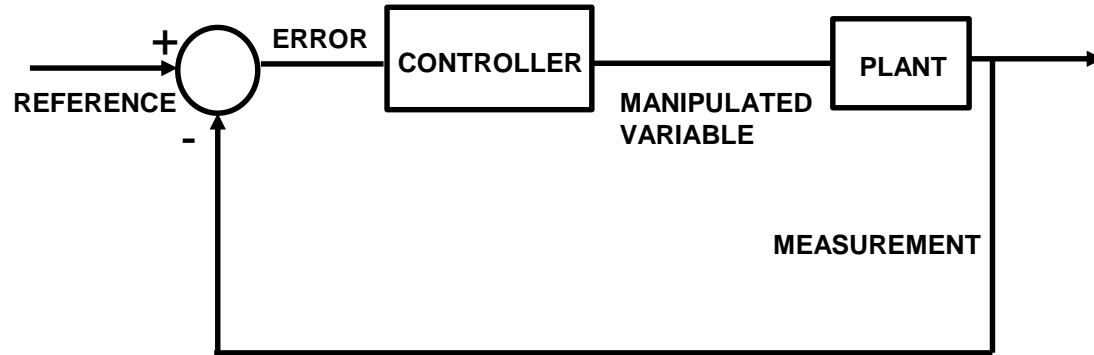 +
ERROR
CONTROLLER
PLANT
REFERENCE
MANIPULATED
VARIABLE
-
MEASUREMENT